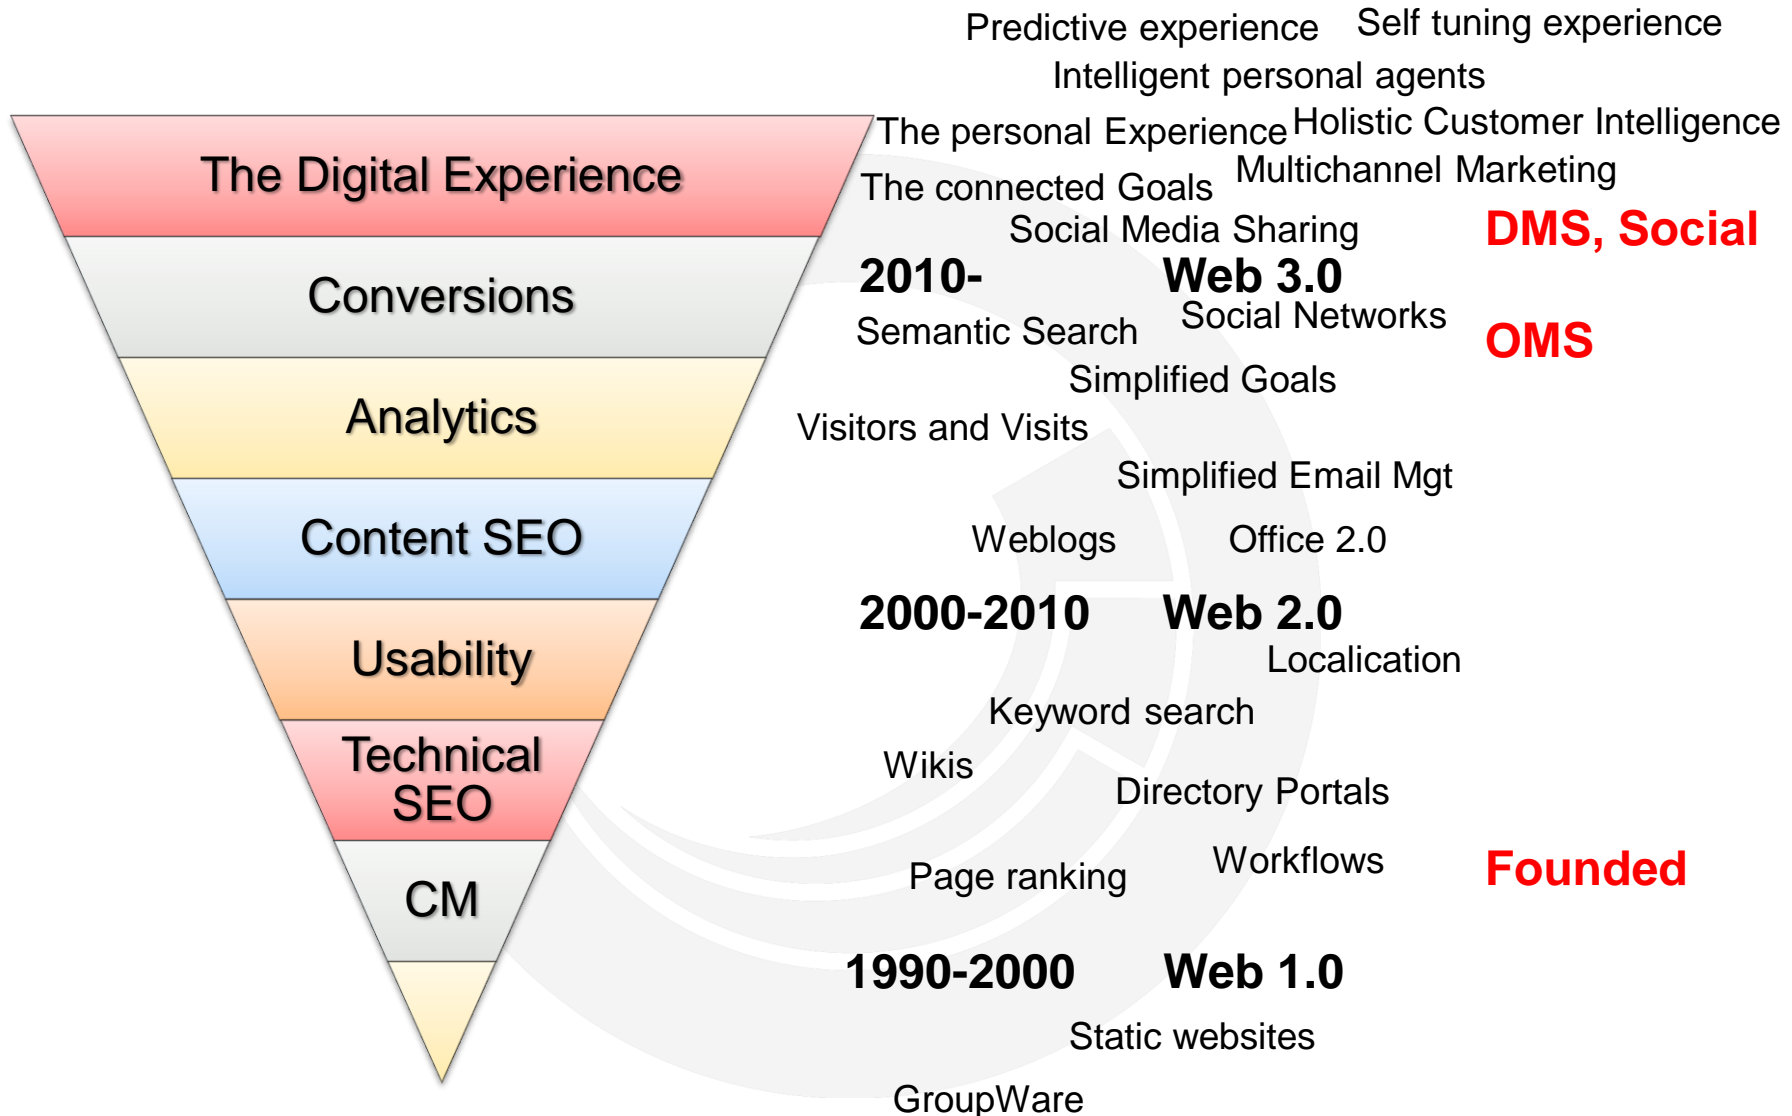 Predictive experience
Self tuning experience
Intelligent personal agents
The personal Experience
Holistic Customer Intelligence
The Digital Experience
The connected Goals
Multichannel Marketing
Social Media Sharing
DMS, Social
Conversions
2010-
Web 3.0
Semantic Search
Social Networks
OMS
Simplified Goals
Analytics
Visitors and Visits
Simplified Email Mgt
Content SEO
Weblogs
Office 2.0
2000-2010
Web 2.0
Usability
Localication
Keyword search
Technical
SEO
Wikis
Directory Portals
CM
Page ranking
Workflows
Founded
1990-2000
Web 1.0
Static websites
GroupWare